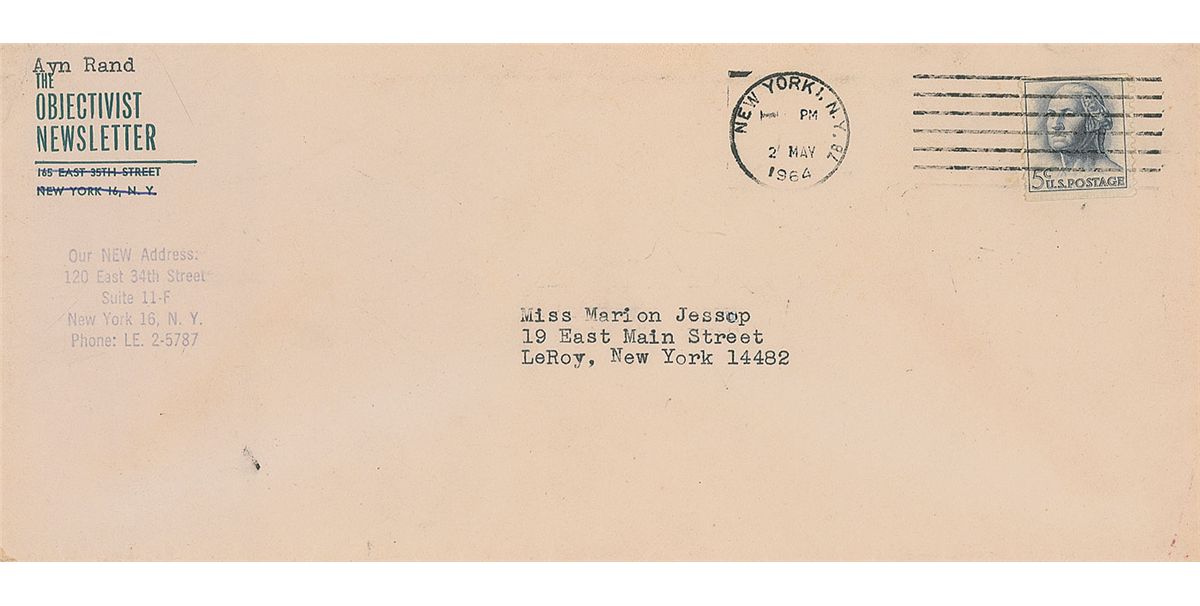 Ayn Rand
THE
OBJECTIVIST
NEWSLETTER
165 EAST 35TH STREET
NEW YORK 16, N. Y.
Our NEW Address:
120 East 34th Street
Suite 11-F
New York 16, N. Y.
Phone: LE. 2-5787
NEW YORK 1, N.Y. 78
PM
2 MAY
1964
5¢ U.S. POSTAGE
Miss Marion Jessop
19 East Main Street
LeRoy, New York 14482